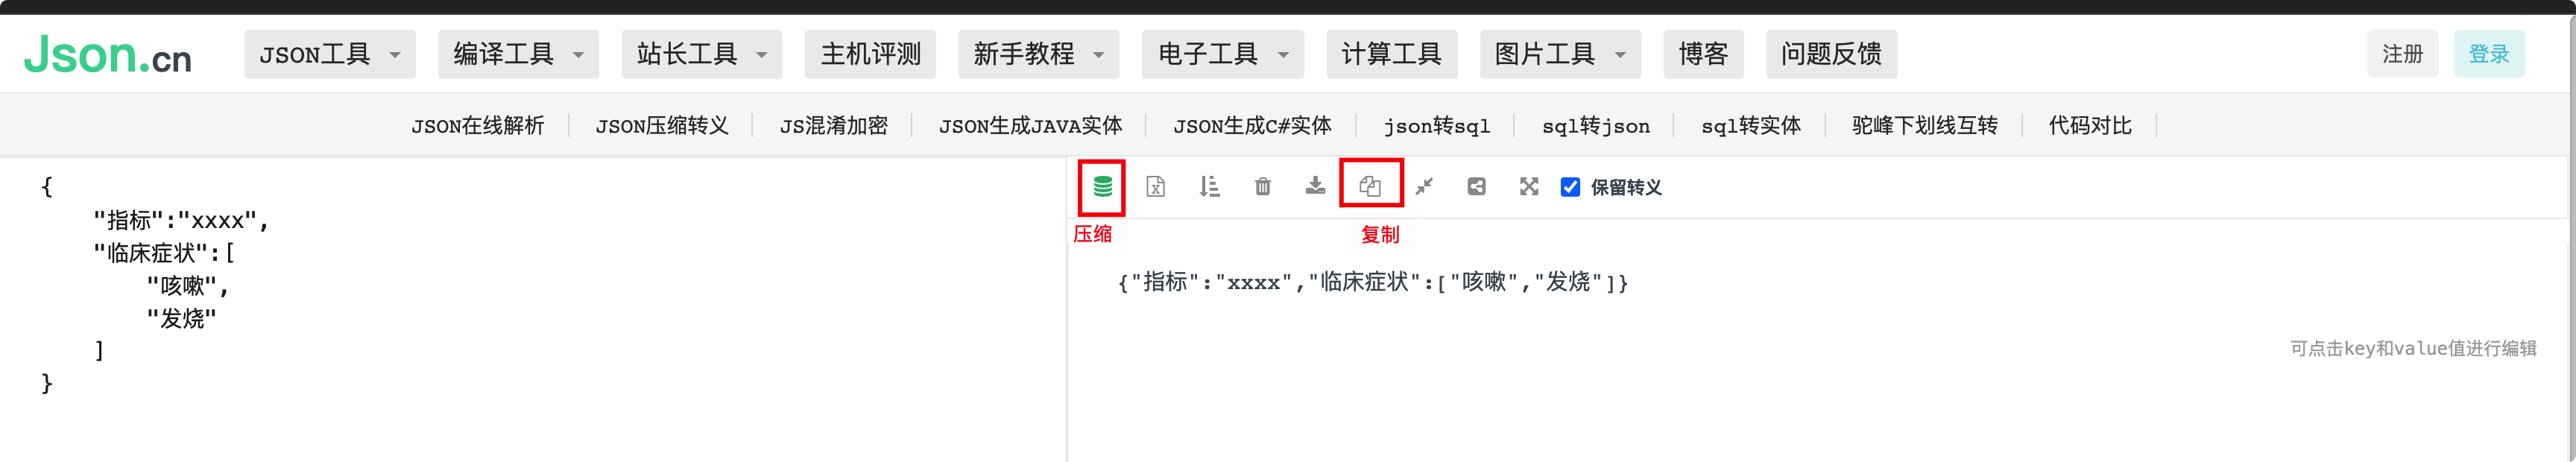 Json.cn JSON工具 编译工具 站长工具 主机评测 新手教程 电子工具 计算工具 图片工具 博客 问题反馈 注册 登录
JSON在线解析 JSON压缩转义 JS混淆加密 JSON生成JAVA实体 JSON生成C#实体 json转sql sql转json sql转实体 驼峰下划线互转 代码对比
{
"指标":"xxxx",
"临床症状":[
"咳嗽",
"发烧"
]
}
保留转义
压缩 复制
{"指标":"xxxx","临床症状":["咳嗽","发烧"]}
可点击key和value值进行编辑